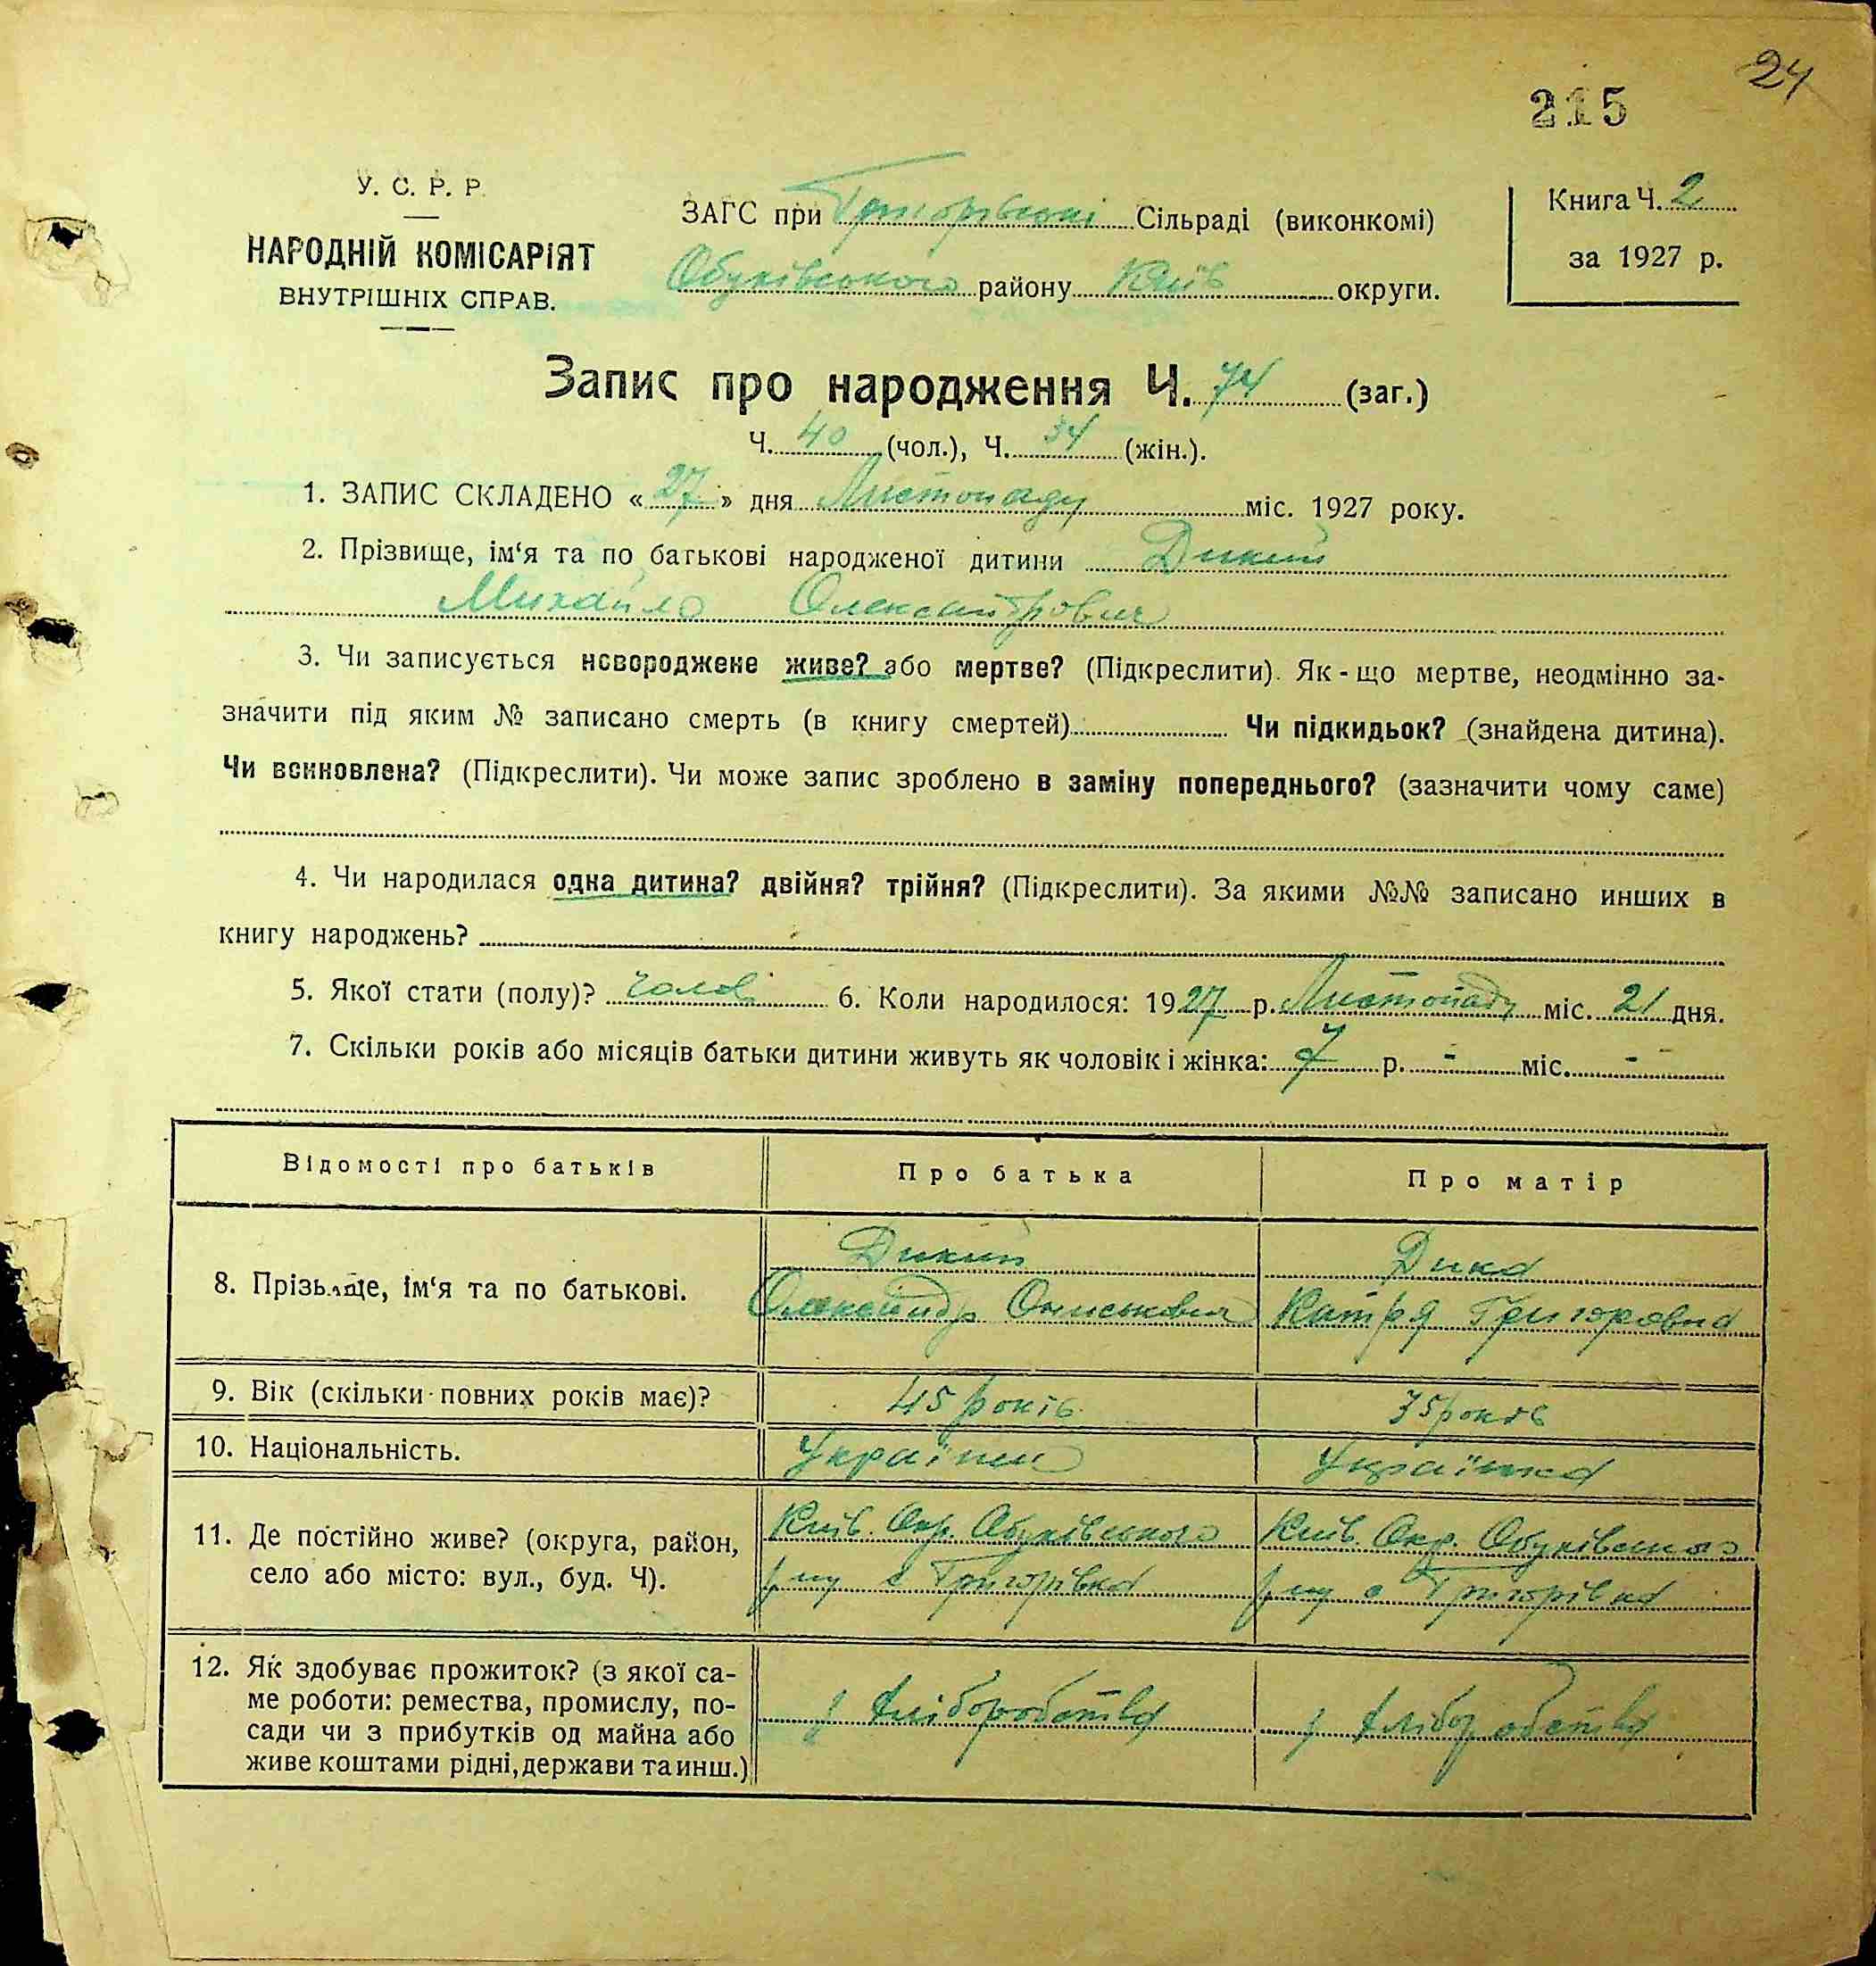 24
215
У. С. Р. Р.
НАРОДНІЙ КОМІСАРІЯТ
ВНУТРІШНІХ СПРАВ.
ЗАГС при Григорівські Сільраді (виконкомі)
Обухівського району Київ округи.
Книга Ч. 2
за 1927 р.
Запис про народження Ч. 74 (заг.)
Ч. 40 (чол.), Ч. 34 (жін.).
1. ЗАПИС СКЛАДЕНО « 27 » дня Листопаду міс. 1927 року.
2. Прізвище, ім‘я та по батькові народженої дитини Дикий
Михайло Олександрович
3. Чи записується новороджене живе? або мертве? (Підкреслити). Як-що мертве, неодмінно за-
значити під яким № записано смерть (в книгу смертей) Чи підкидьок? (знайдена дитина).
Чи всиновлена? (Підкреслити). Чи може запис зроблено в заміну попереднього? (зазначити чому саме)
4. Чи народилася одна дитина? двійня? трійня? (Підкреслити). За якими №№ записано инших в
книгу народжень?
5. Якої стати (полу)? чолов. 6. Коли народилося: 1927 р. Листопаду міс. 21 дня.
7. Скільки років або місяців батьки дитини живуть як чоловік і жінка: 7 р. - міс. -
Відомості про батьків Про батька Про матір
8. Прізвище, ім‘я та по батькові.
Дикий
Олександр Ониськович
Дика
Катря Григоровна
9. Вік (скільки повних років має)? 45 років 35 років
10. Національність. Українец Українка
11. Де постійно живе? (округа, район,
село або місто: вул., буд. Ч).
Київ. Окр. Обухівського
р-ну с Григорівка
Київ. Окр. Обухівського
р-ну с Григорівка
12. Як здобуває прожиток? (з якої са-
ме роботи: ремества, промислу, по-
сади чи з прибутків од майна або
живе коштами рідні, держави та инш.)
з хліборобства
з хліборобства